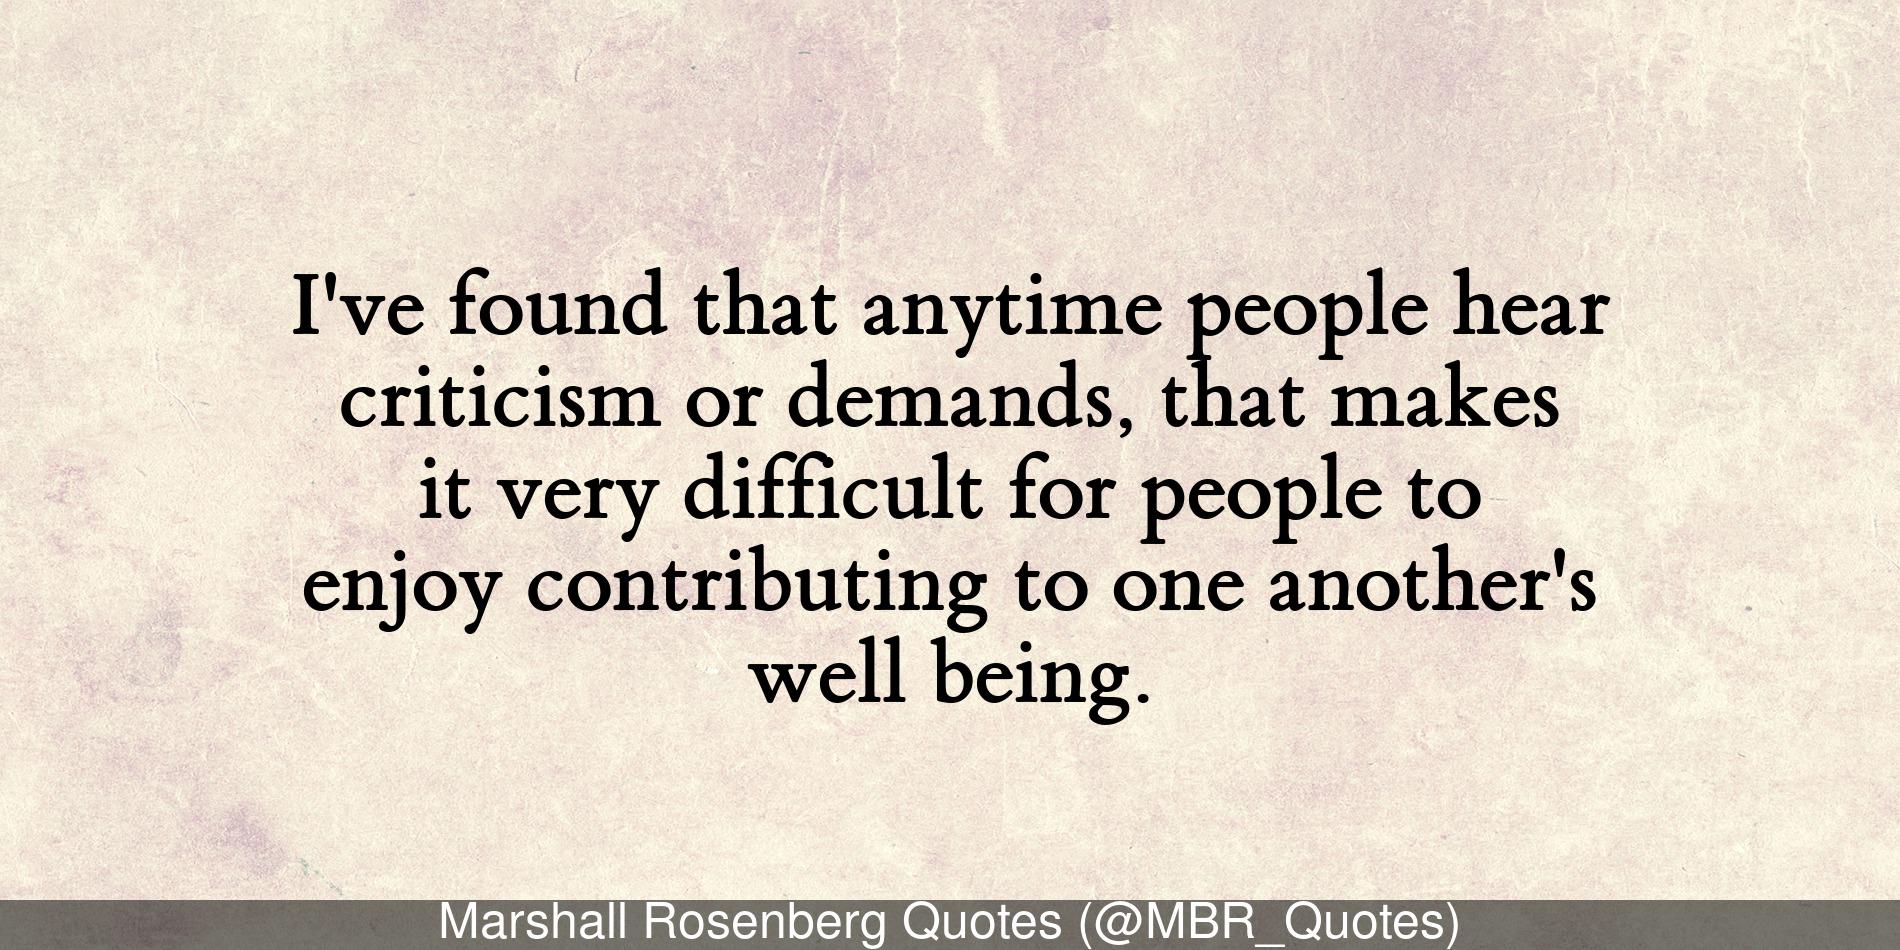 I've found that anytime people hear
criticism or demands, that makes
it very difficult for people to
enjoy contributing to one another's
well being.
Marshall Rosenberg Quotes (@MBR_Quotes)